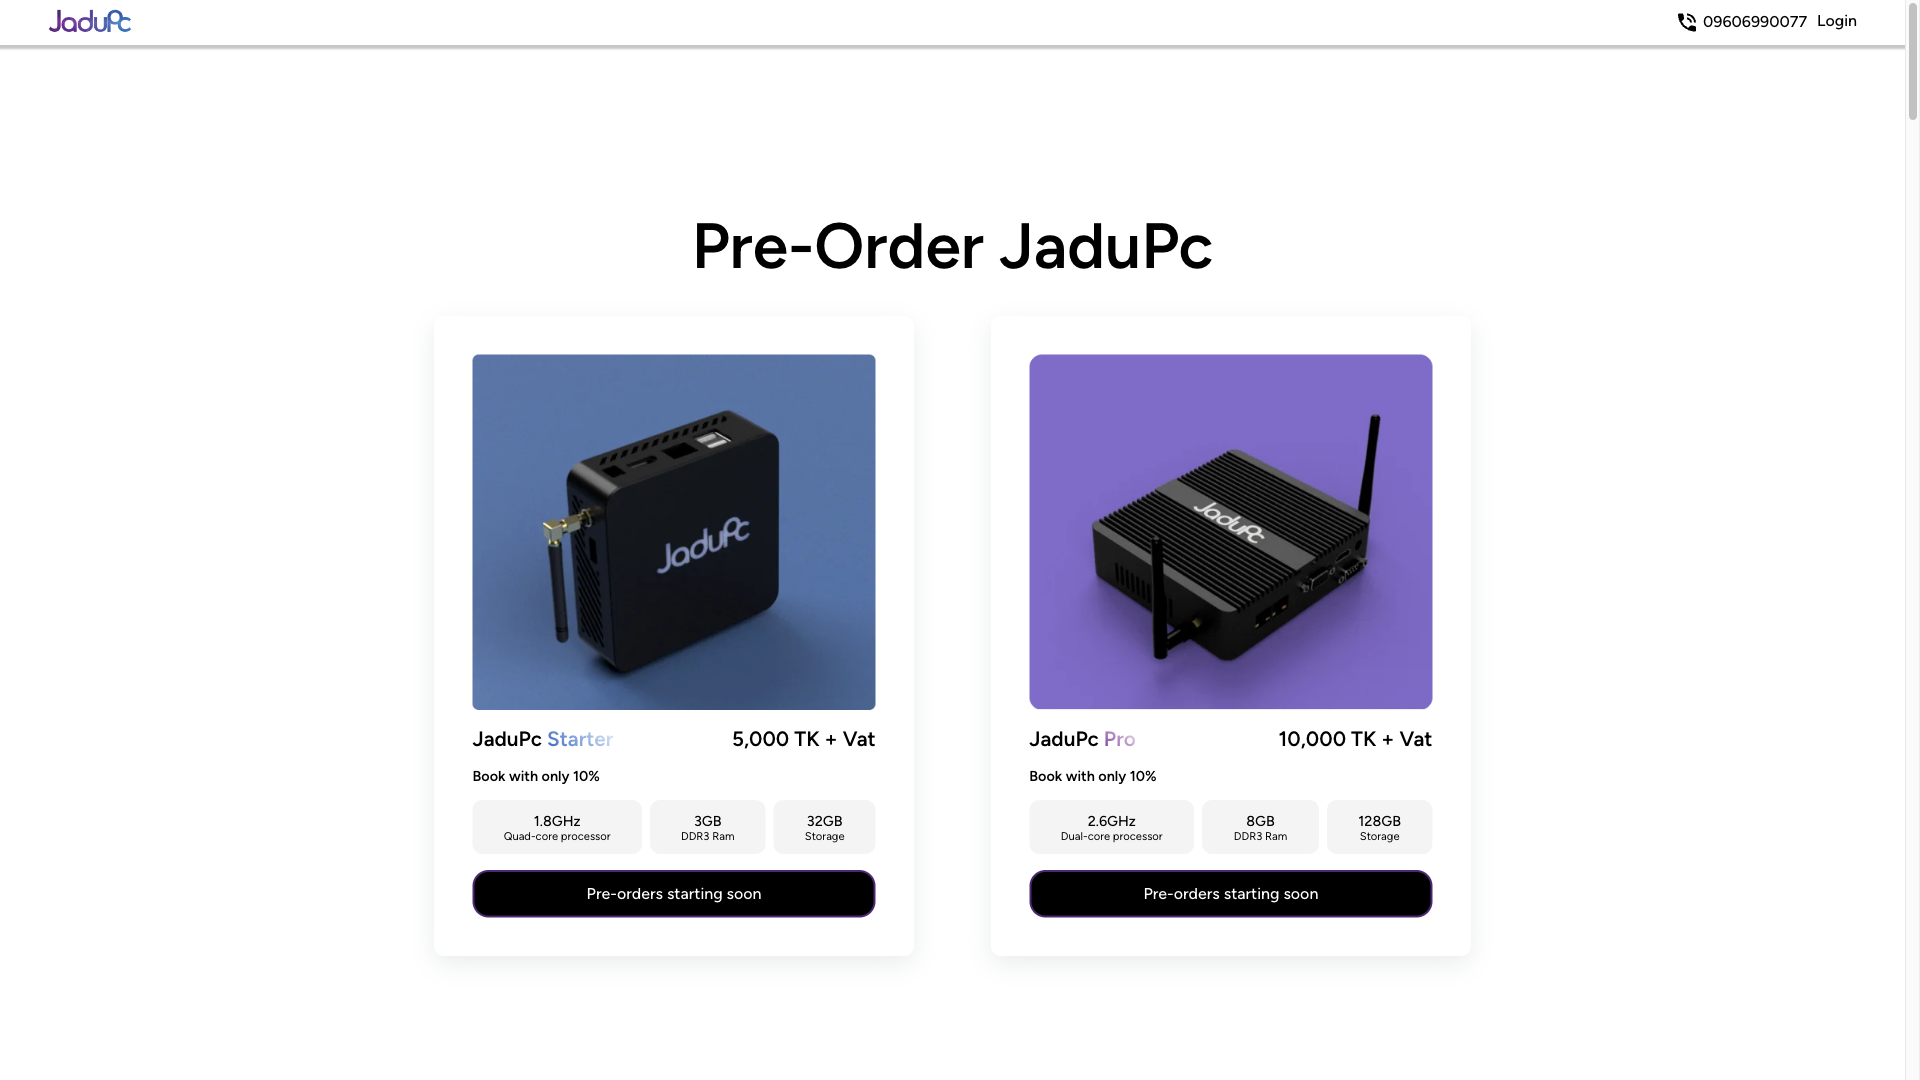 JaduPc
09606990077 Login
Pre-Order JaduPc
JaduPc
JaduPc
JaduPc Starter 5,000 TK + Vat
Book with only 10%
1.8GHz
Quad-core processor
3GB
DDR3 Ram
32GB
Storage
Pre-orders starting soon
JaduPc Pro 10,000 TK + Vat
Book with only 10%
2.6GHz
Dual-core processor
8GB
DDR3 Ram
128GB
Storage
Pre-orders starting soon